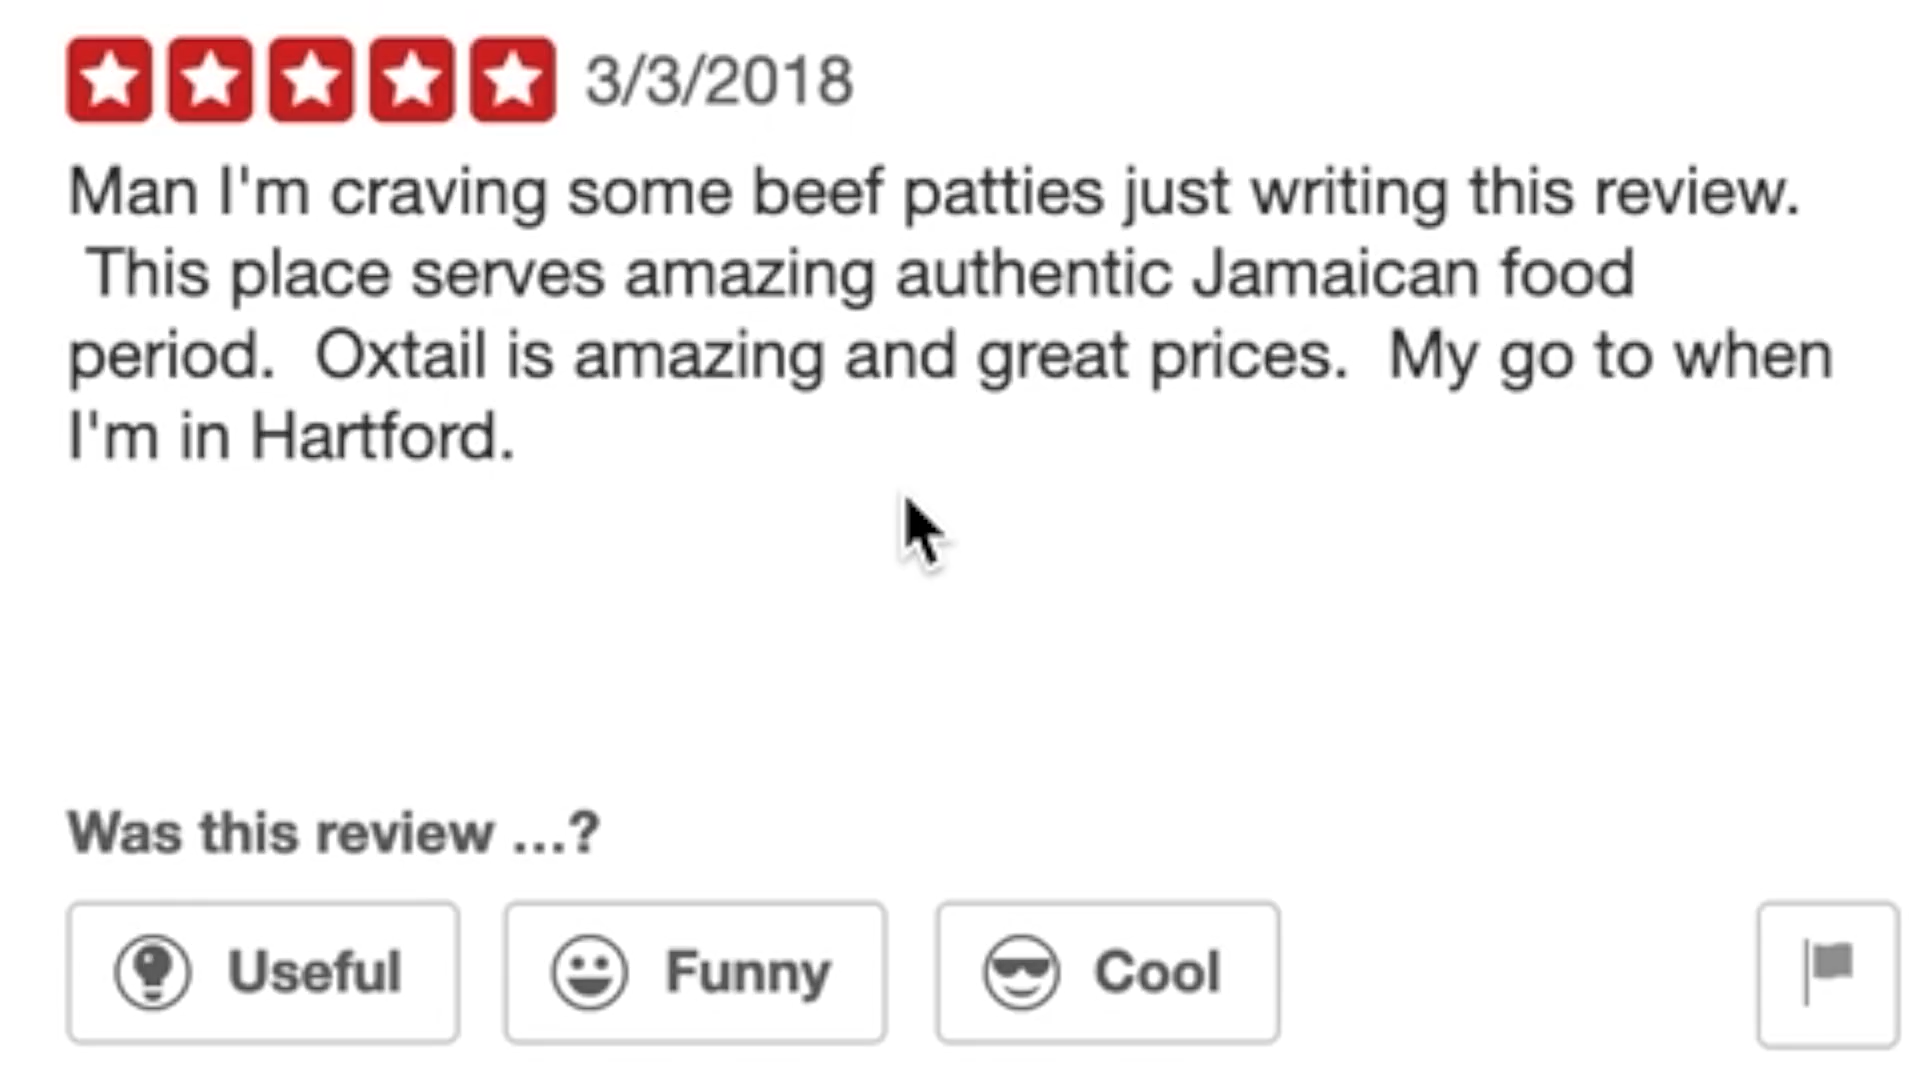 3/3/2018
Man I'm craving some beef patties just writing this review.
This place serves amazing authentic Jamaican food
period.  Oxtail is amazing and great prices.  My go to when
I'm in Hartford.
Was this review ...?
Useful Funny Cool